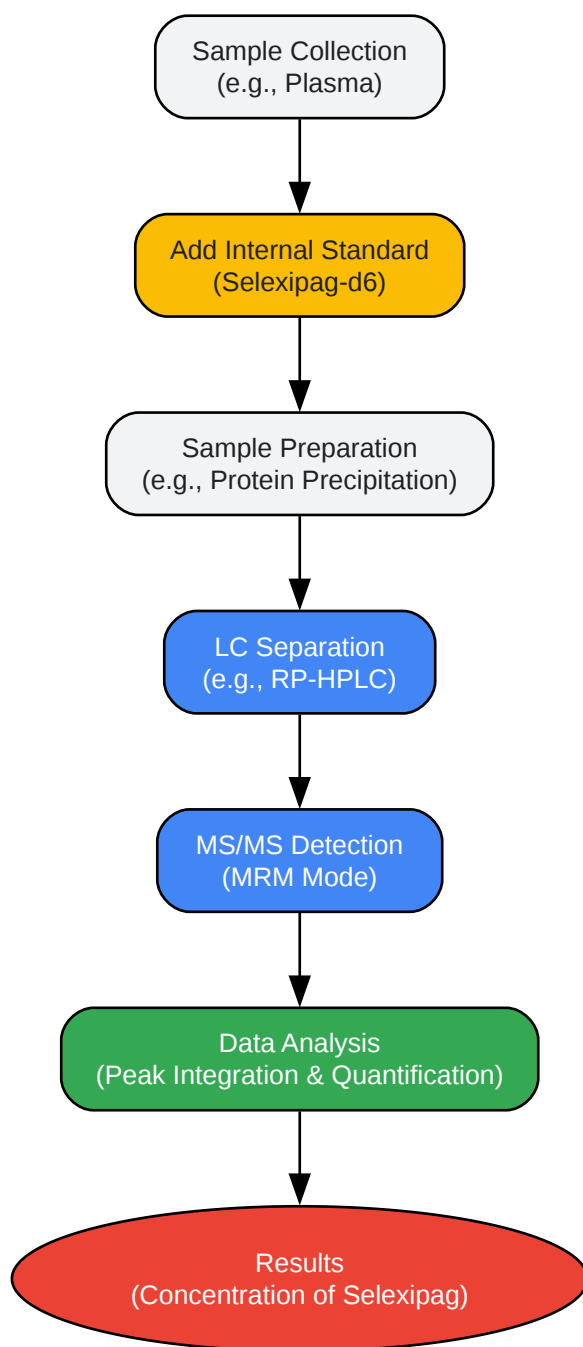 Sample Collection
(e.g., Plasma)
Add Internal Standard
(Selexipag-d6)
Sample Preparation
(e.g., Protein Precipitation)
LC Separation
(e.g., RP-HPLC)
MS/MS Detection
(MRM Mode)
Data Analysis
(Peak Integration & Quantification)
Results
(Concentration of Selexipag)